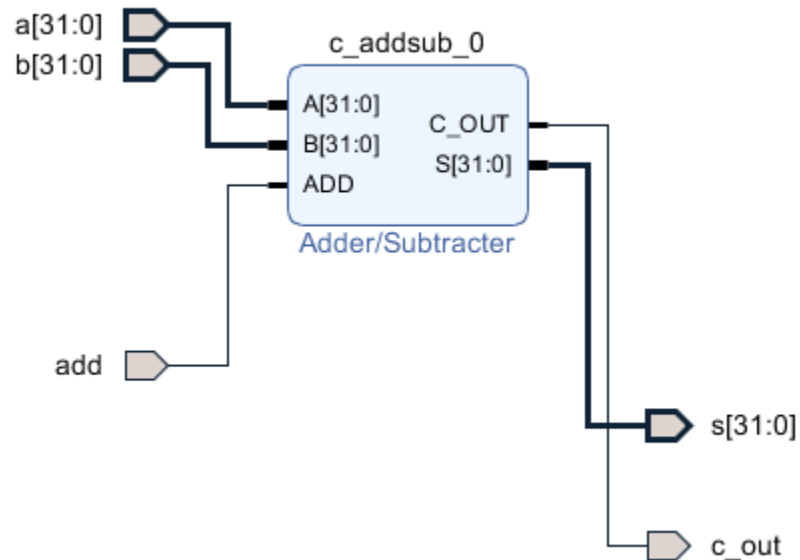 a[31:0]
b[31:0]
c_addsub_0
A[31:0]
B[31:0]
ADD
C_OUT
S[31:0]
Adder/Subtracter
add
s[31:0]
c_out